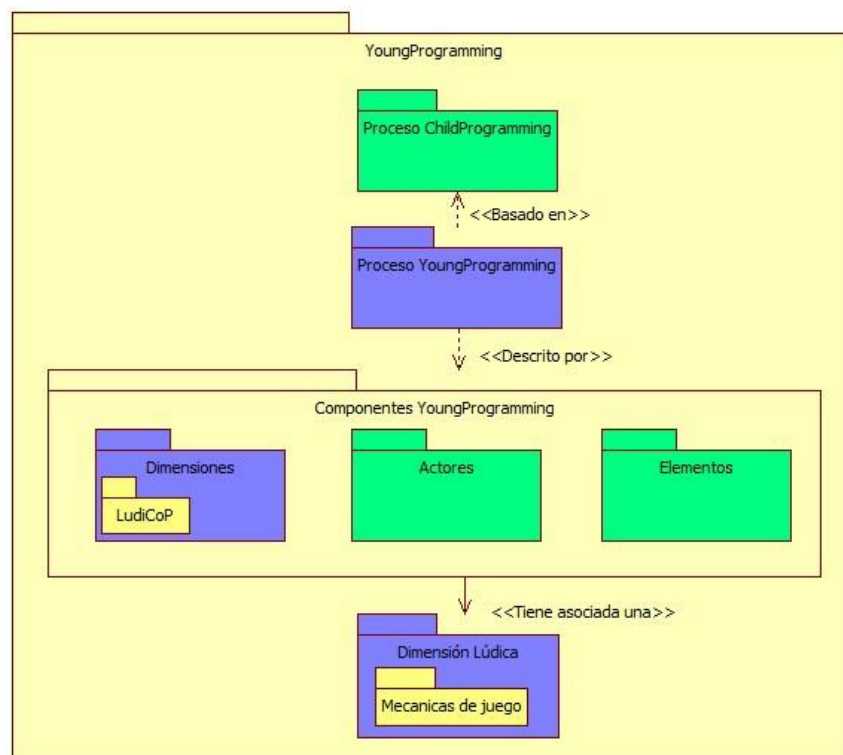 YoungProgramming
Proceso ChildProgramming
<<Basado en>>
Proceso YoungProgramming
<<Descrito por>>
Componentes YoungProgramming
Dimensiones
LudiCoP
Actores
Elementos
<<Tiene asociada una>>
Dimensión Lúdica
Mecanicas de juego